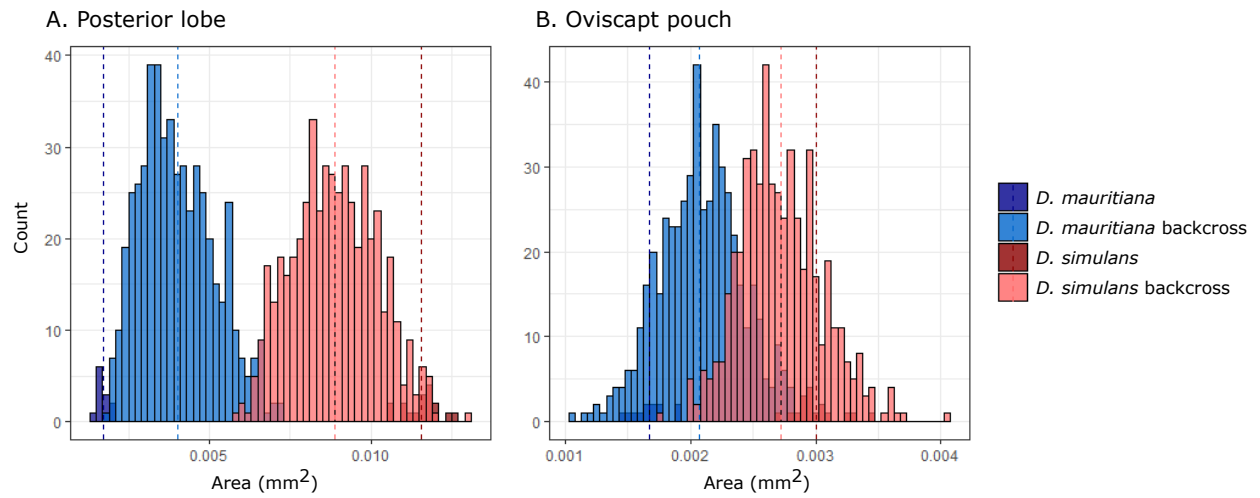 A. Posterior lobe
B. Oviscapt pouch
Count
40
30
20
10
0
0.005
0.010
Area (mm²)
40
30
20
10
0
0.001
0.002
0.003
0.004
Area (mm²)
D. mauritiana
D. mauritiana backcross
D. simulans
D. simulans backcross